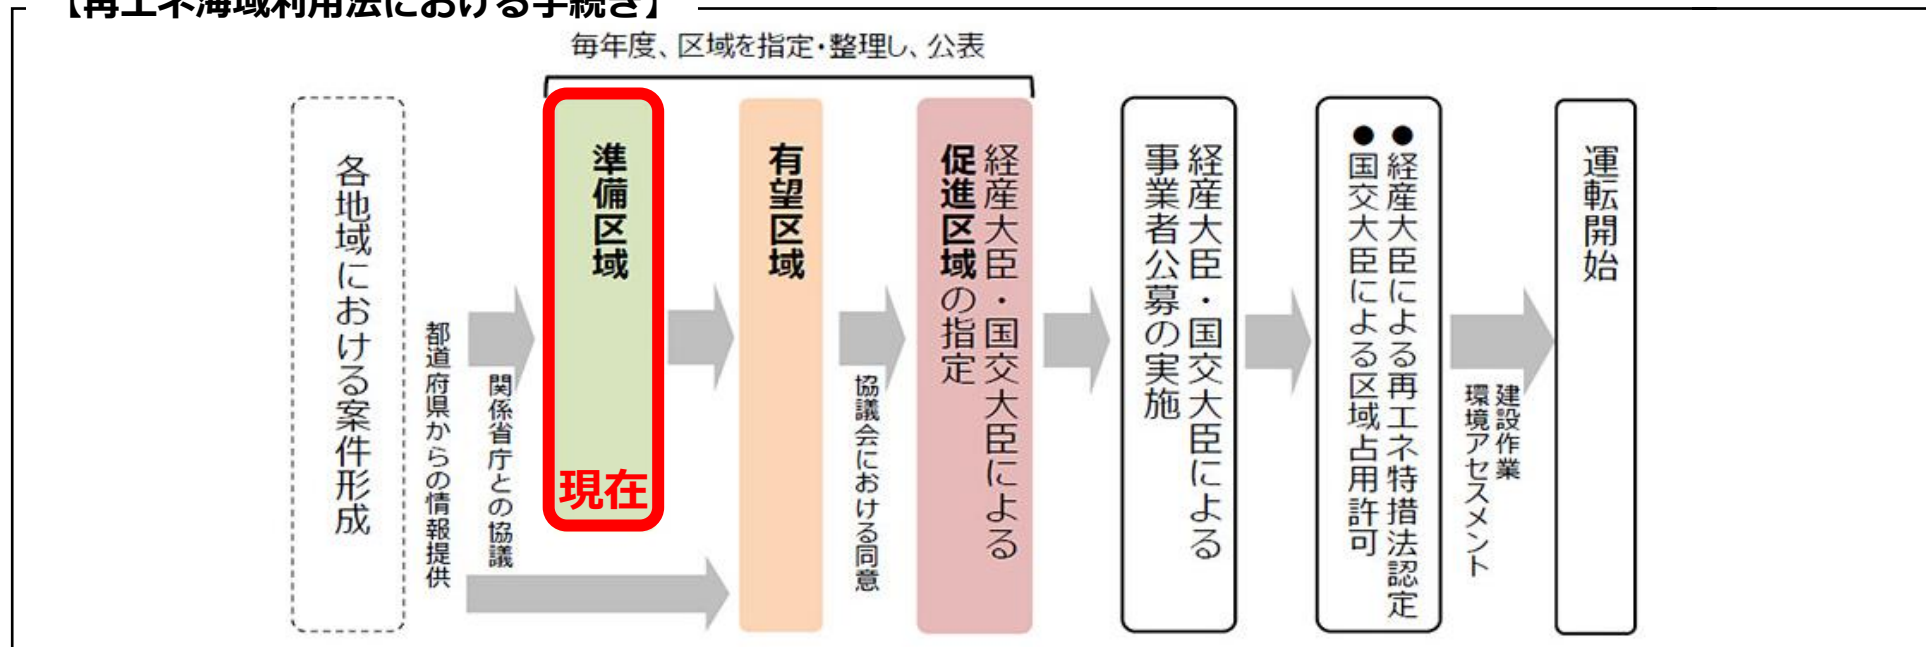 【再エネ海域利用法における手続き】
毎年度、区域を指定・整理し、公表
各地域における案件形成
都道府県からの情報提供
関係省庁との協議
準備区域
現在
有望区域
協議会における同意
経産大臣・国交大臣による
促進区域の指定
経産大臣・国交大臣による
事業者公募の実施
●経産大臣による再エネ特措法認定
●国交大臣による区域占用許可
建設作業
環境アセスメント
運転開始